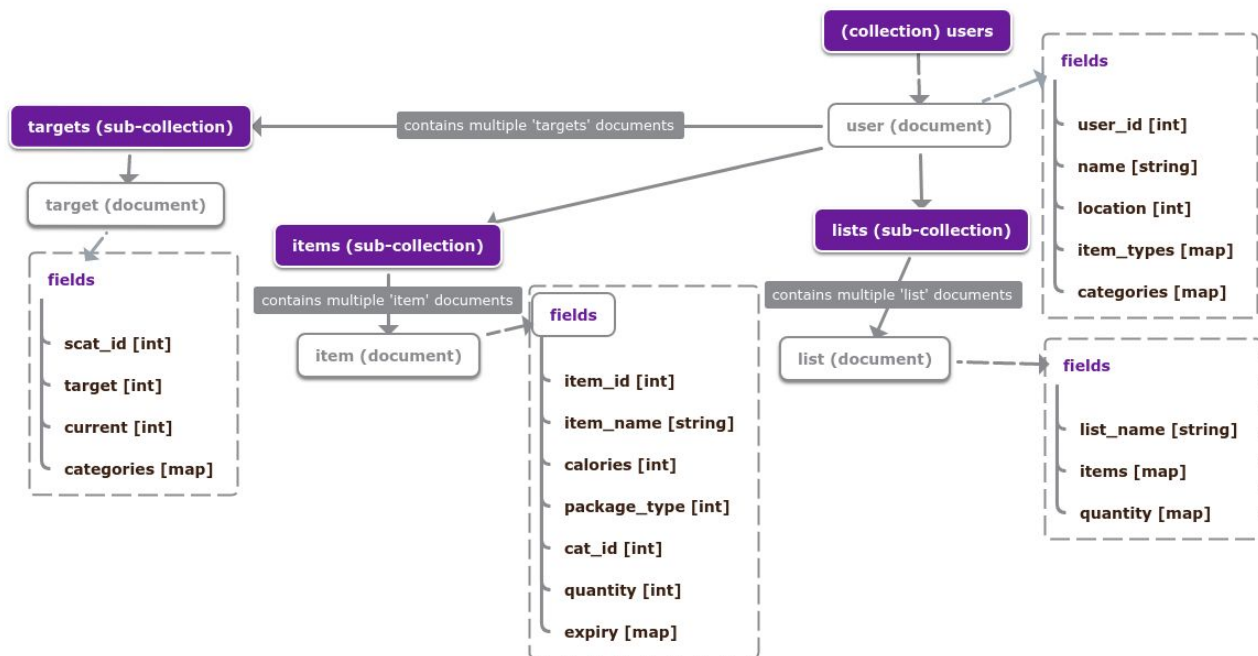 (collection) users
fields
user_id [int]
name [string]
location [int]
item_types [map]
categories [map]
user (document)
contains multiple 'targets' documents
targets (sub-collection)
target (document)
fields
scat_id [int]
target [int]
current [int]
categories [map]
items (sub-collection)
contains multiple 'item' documents
item (document)
fields
item_id [int]
item_name [string]
calories [int]
package_type [int]
cat_id [int]
quantity [int]
expiry [map]
lists (sub-collection)
contains multiple 'list' documents
list (document)
fields
list_name [string]
items [map]
quantity [map]